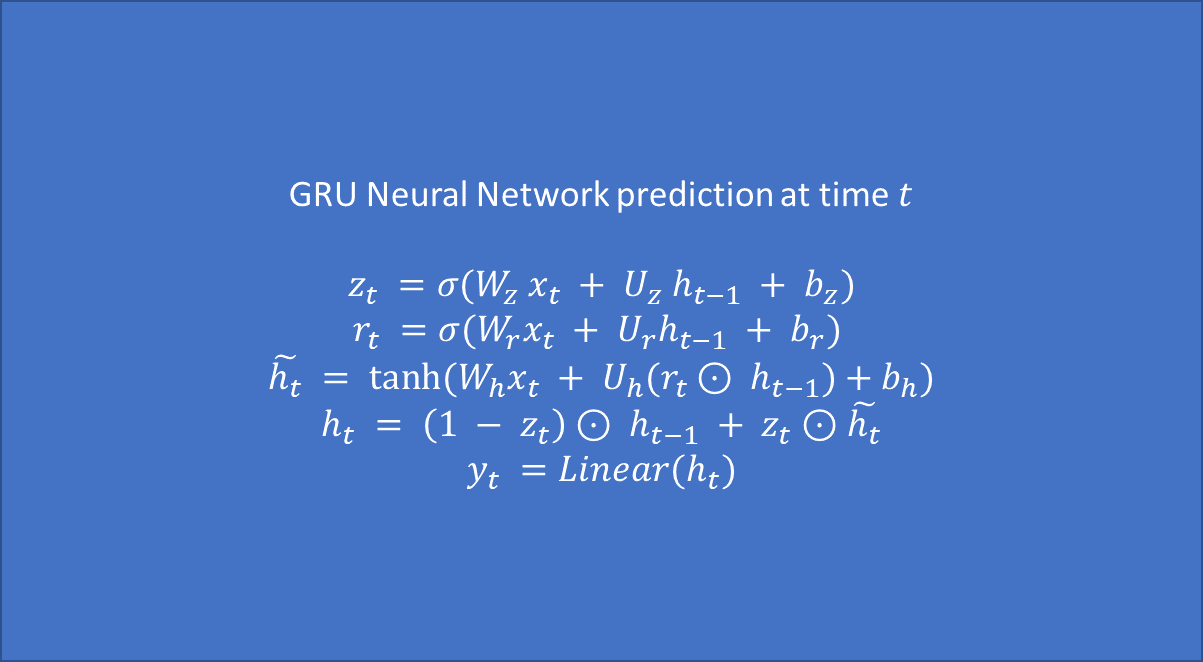 GRU Neural Network prediction at time t
z_t = σ(W_z x_t + U_z h_{t−1} + b_z)
r_t = σ(W_r x_t + U_r h_{t−1} + b_r)
h̃_t = tanh(W_h x_t + U_h(r_t ⊙ h_{t−1}) + b_h)
h_t = (1 − z_t) ⊙ h_{t−1} + z_t ⊙ h̃_t
y_t = Linear(h_t)